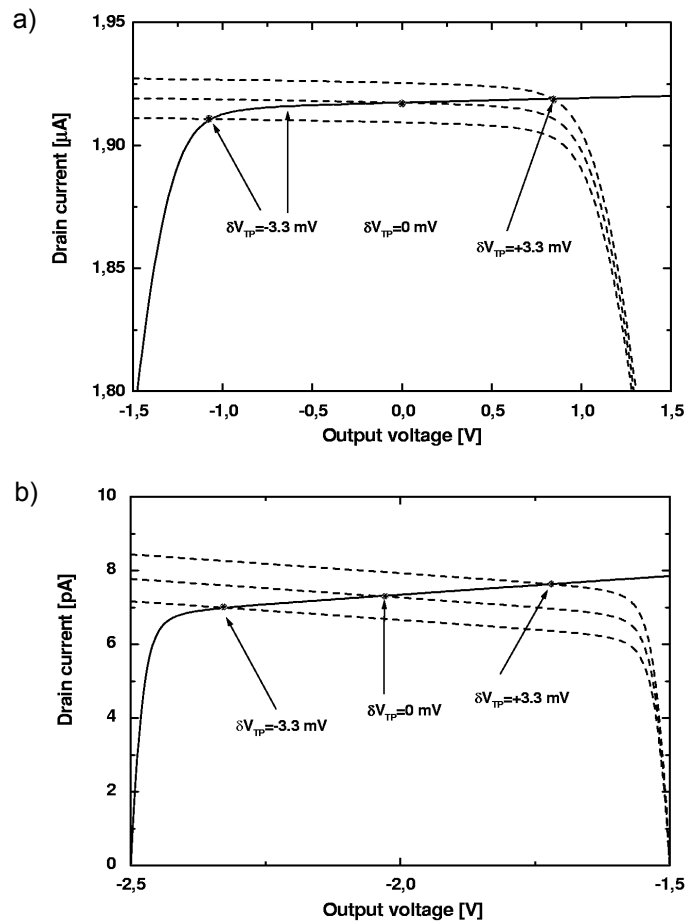 a)
1,95
1,90
1,85
1,80
Drain current [μA]
δV_TP=-3.3 mV
δV_TP=0 mV
δV_TP=+3.3 mV
-1,5 -1,0 -0,5 0,0 0,5 1,0 1,5
Output voltage [V]
b)
10
8
6
4
2
0
Drain current [pA]
δV_TP=-3.3 mV
δV_TP=0 mV
δV_TP=+3.3 mV
-2,5 -2,0 -1,5
Output voltage [V]